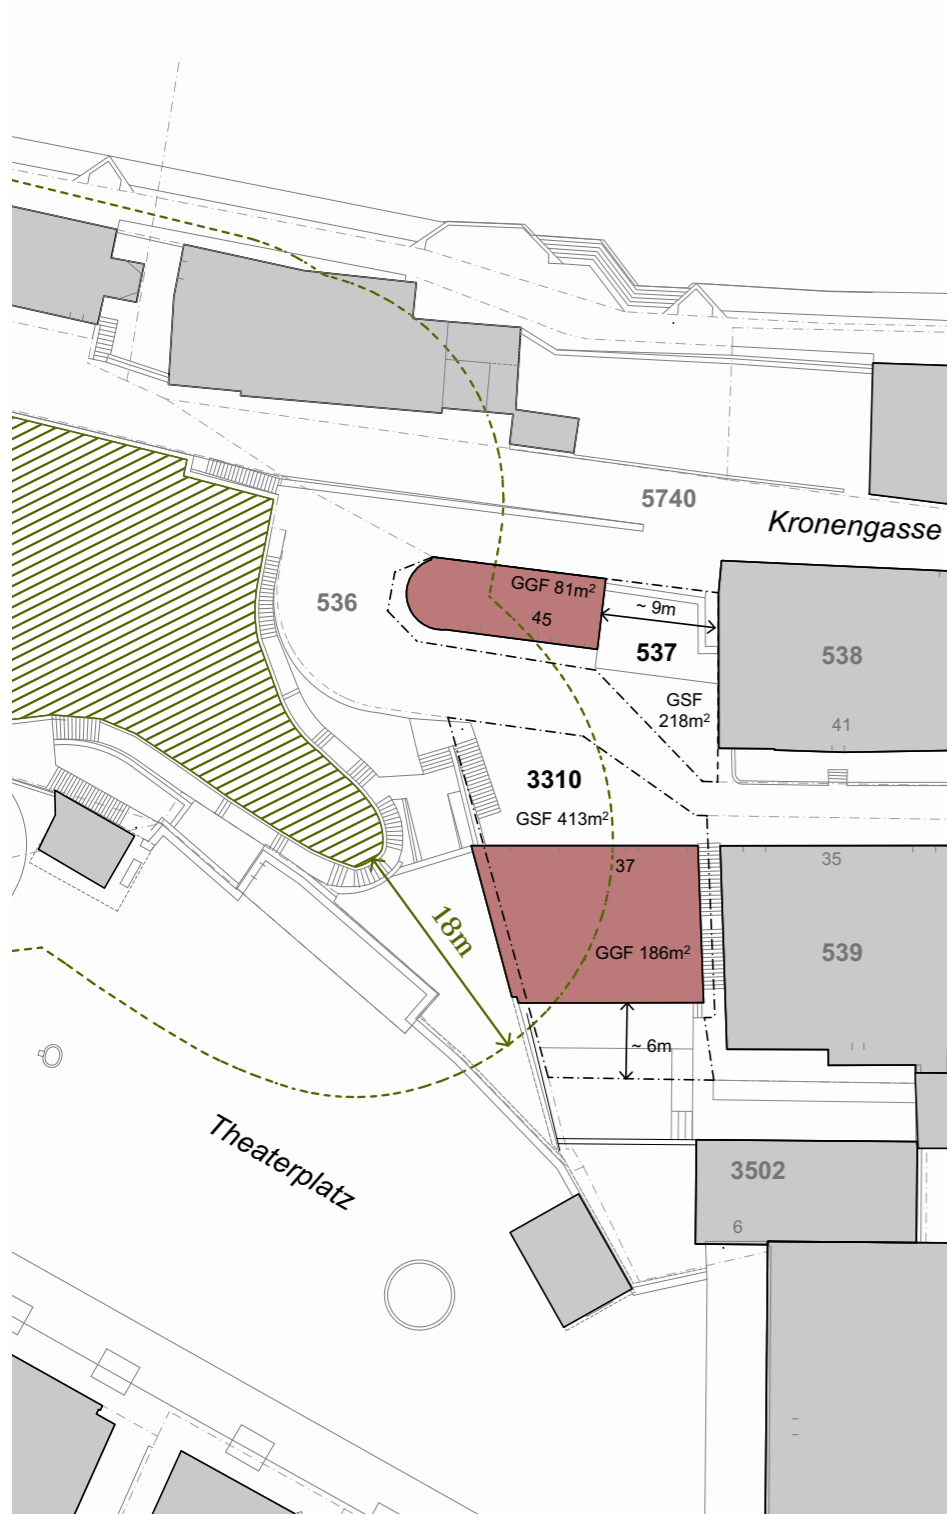 5740
Kronengasse
GGF 81m²
536
45
~ 9m
537
538
GSF
218m²
41
3310
GSF 413m²
37
35
18m
GGF 186m²
539
~ 6m
Theaterplatz
3502
6